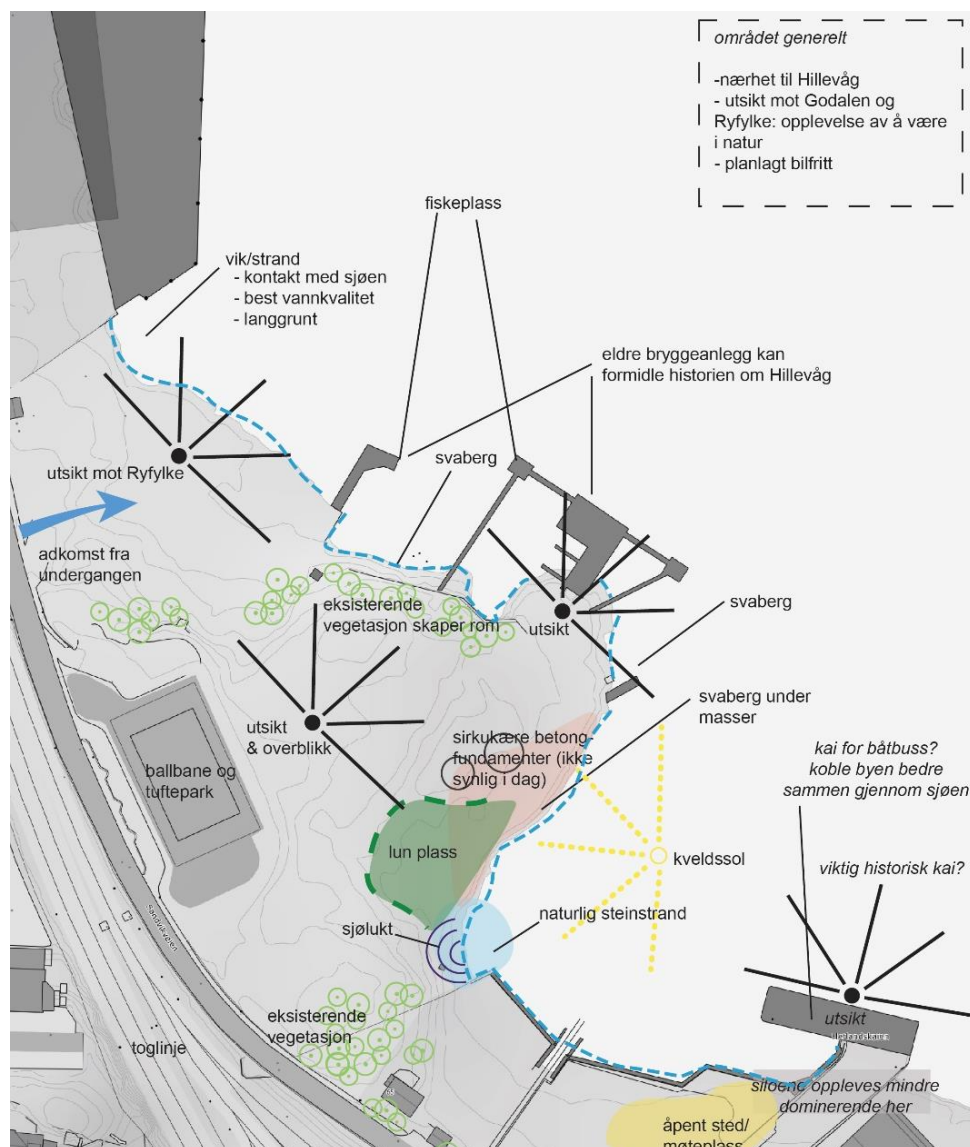 området generelt
-nærhet til Hillevåg
- utsikt mot Godalen og
Ryfylke: opplevelse av å være
i natur
- planlagt bilfritt
fiskeplass
vik/strand
- kontakt med sjøen
- best vannkvalitet
- langgrunt
eldre bryggeanlegg kan
formidle historien om Hillevåg
svaberg
utsikt mot Ryfylke
adkomst fra
undergangen
eksisterende
vegetasjon skaper rom
utsikt
svaberg
svaberg under
masser
utsikt
& overblikk
sirkukære betong-
fundamenter (ikke
synlig i dag)
ballbane og
tuftepark
kai for båtbuss?
koble byen bedre
sammen gjennom sjøen
lun plass
kveldssol
viktig historisk kai?
naturlig steinstrand
sjølukt
Sandvikveien
eksisterende
vegetasjon
toglinje
utsikt
siloene oppleves mindre
dominerende her
åpent sted/
møteplass